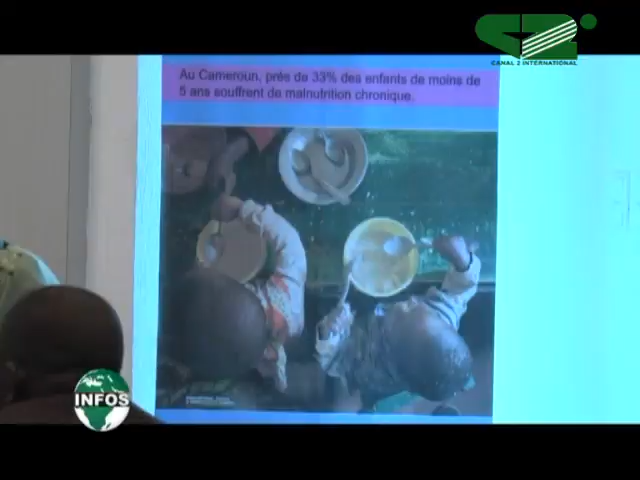 CANAL 2 INTERNATIONAL
Au Cameroun, près de 33% des enfants de moins de
5 ans souffrent de malnutrition chronique.
INFOS